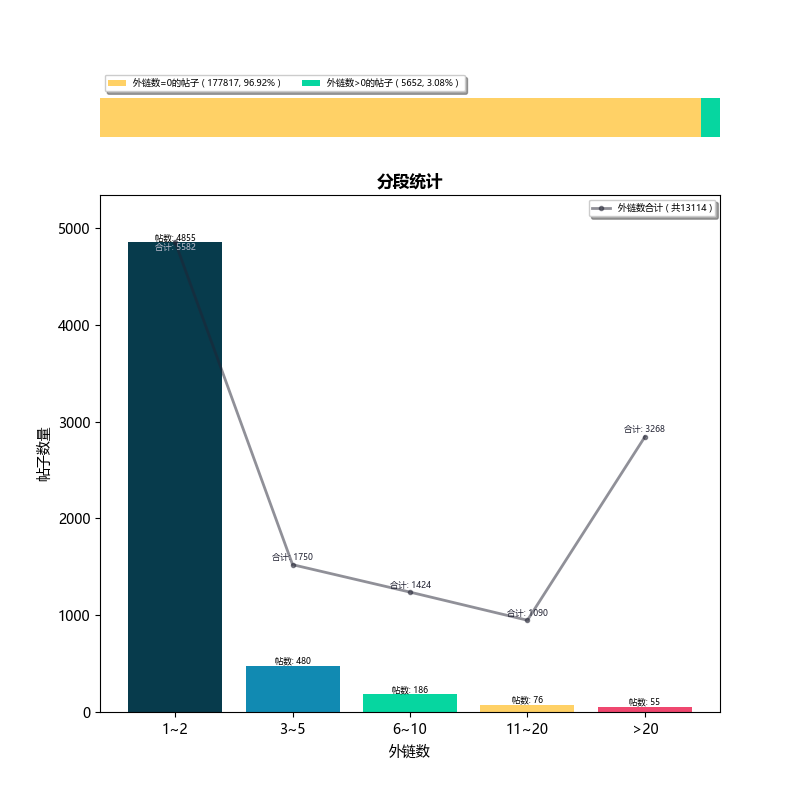 外链数=0的帖子 ( 177817, 96.92% )
外链数>0的帖子 ( 5652, 3.08% )
分段统计
外链数合计 ( 共13114 )
5000
4000
3000
2000
1000
0
帖子数量
帖数: 4855
合计: 5582
合计: 1750
合计: 1424
合计: 1090
合计: 3268
帖数: 480
帖数: 186
帖数: 76
帖数: 55
1~2
3~5
6~10
11~20
>20
外链数